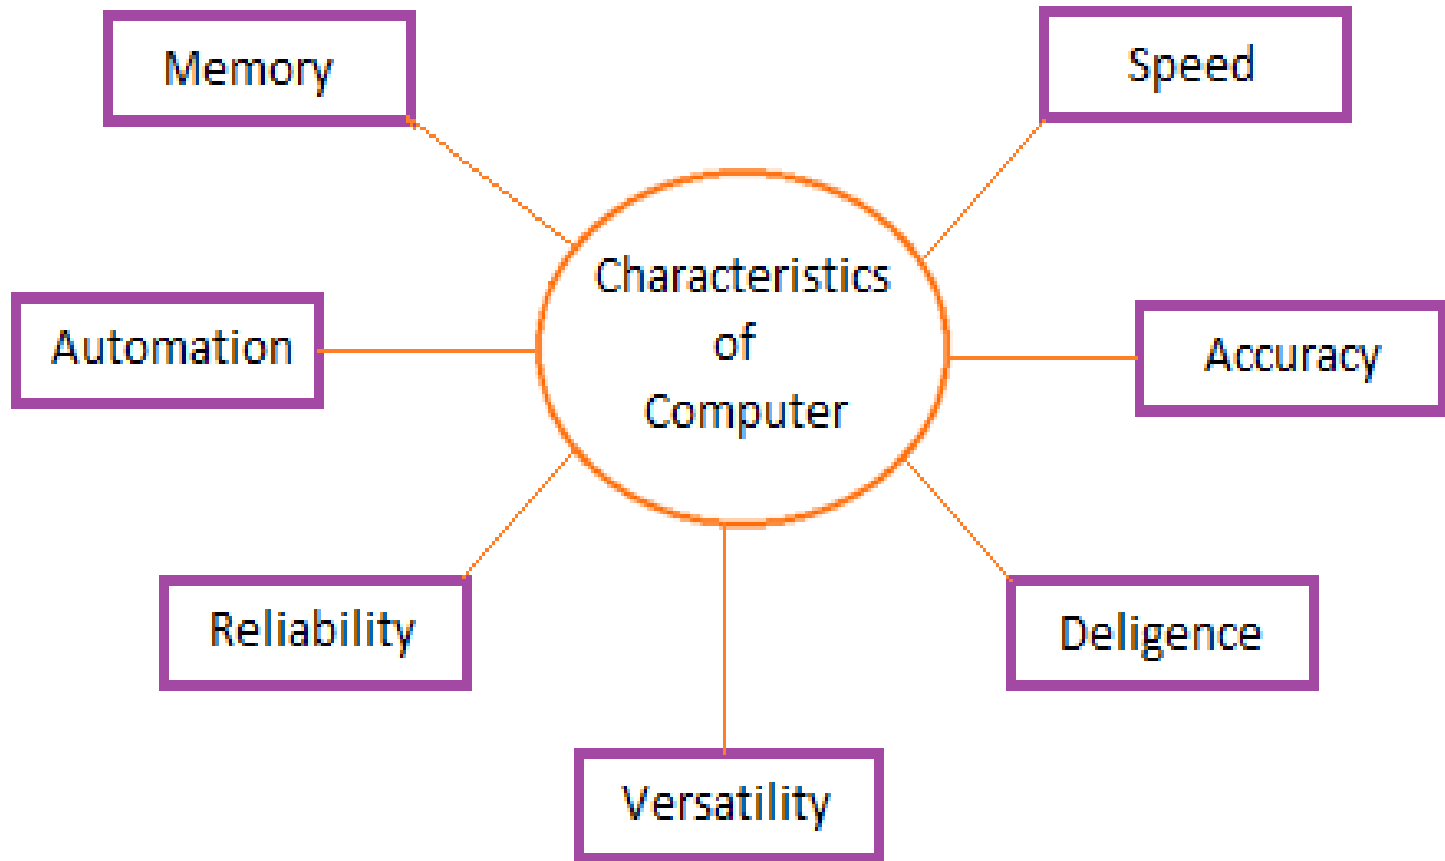 Memory
Speed
Characteristics
of
Computer
Automation
Accuracy
Reliability
Deligence
Versatility